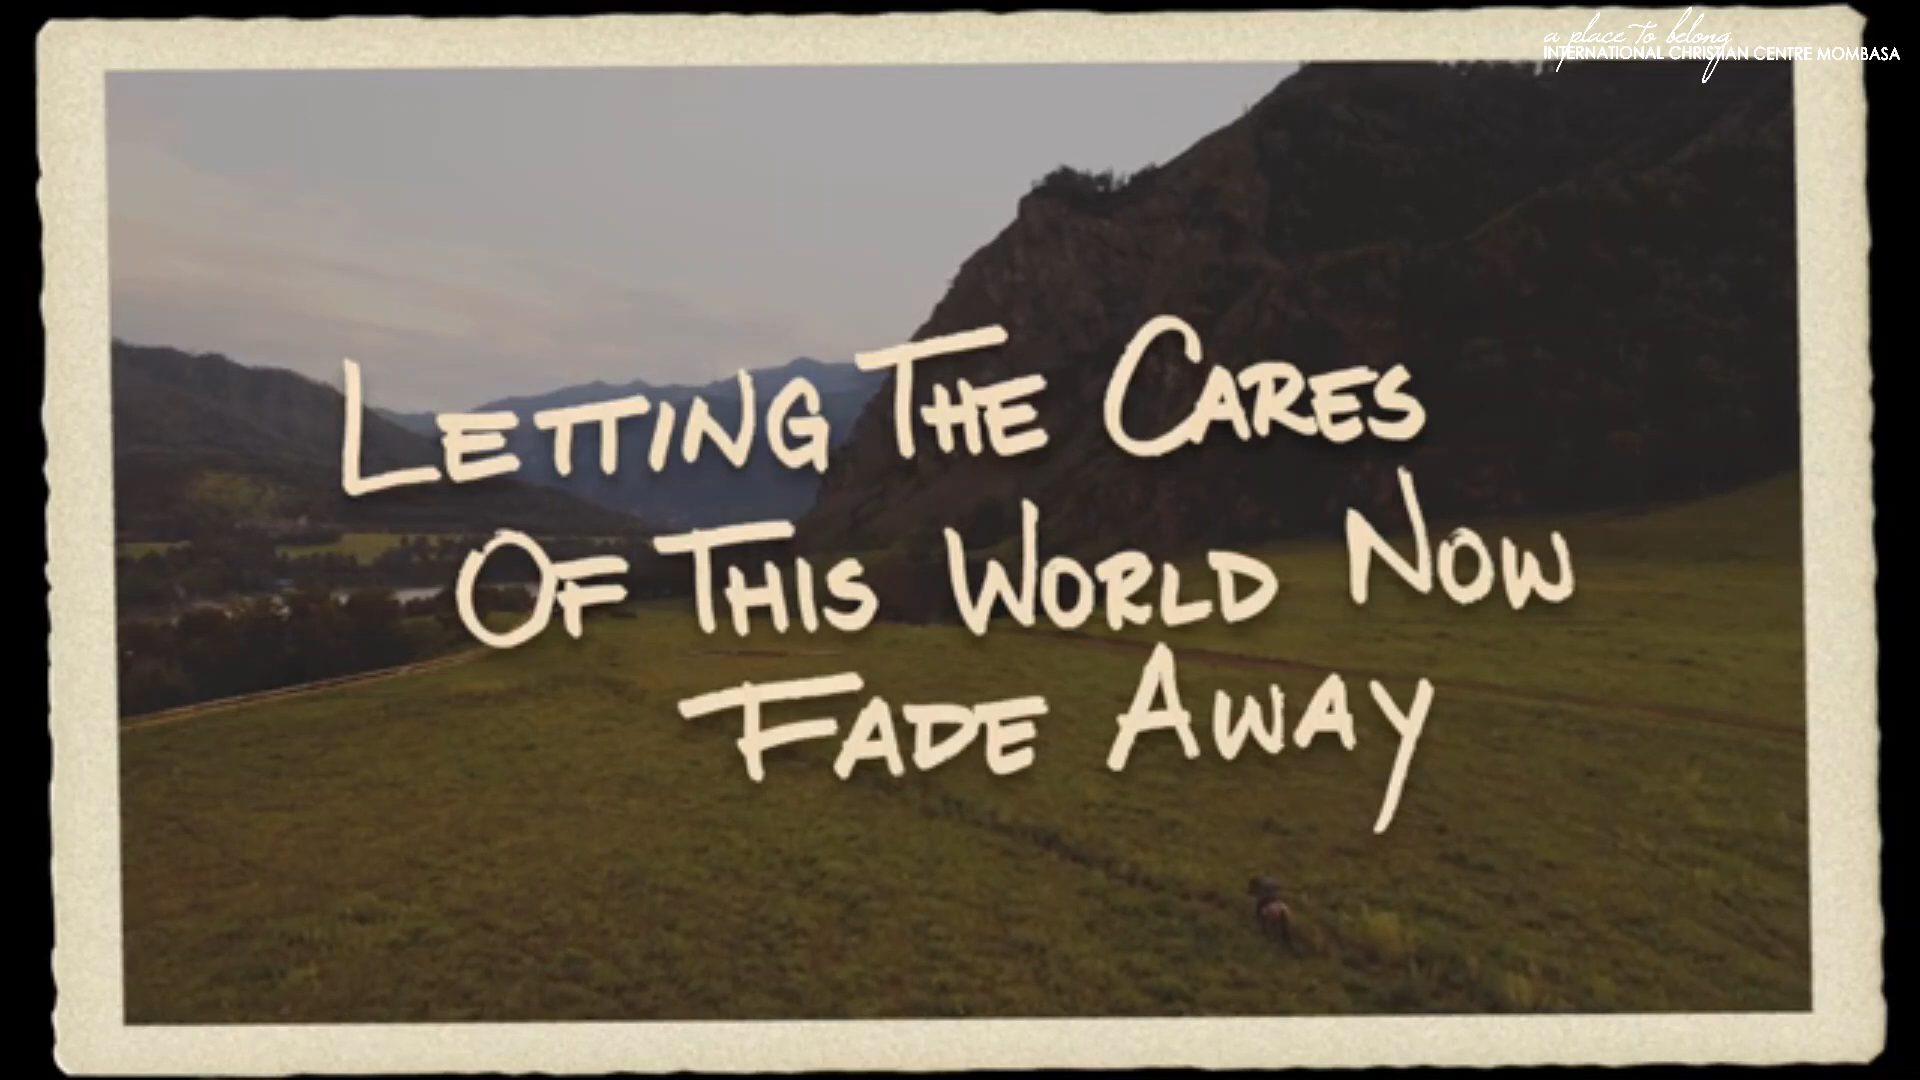 a place to belong
INTERNATIONAL CHRISTIAN CENTRE MOMBASA
LETTING THE CARES
OF THIS WORLD NOW
FADE AWAY